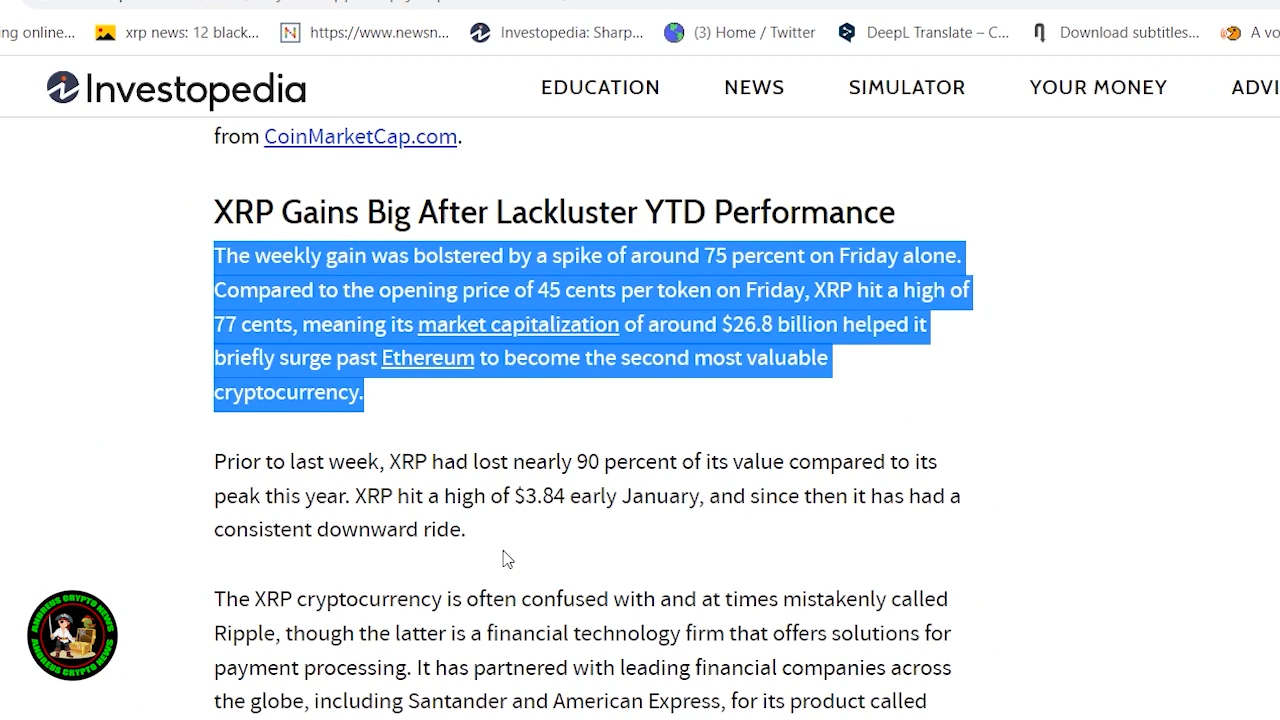 ng online...
xrp news: 12 black...
https://www.newsn...
Investopedia: Sharp...
(3) Home / Twitter
DeepL Translate – C...
Download subtitles...
A vo
Investopedia
EDUCATION
NEWS
SIMULATOR
YOUR MONEY
ADVI
from CoinMarketCap.com.
XRP Gains Big After Lackluster YTD Performance
The weekly gain was bolstered by a spike of around 75 percent on Friday alone.
Compared to the opening price of 45 cents per token on Friday, XRP hit a high of
77 cents, meaning its market capitalization of around $26.8 billion helped it
briefly surge past Ethereum to become the second most valuable
cryptocurrency.
Prior to last week, XRP had lost nearly 90 percent of its value compared to its
peak this year. XRP hit a high of $3.84 early January, and since then it has had a
consistent downward ride.
The XRP cryptocurrency is often confused with and at times mistakenly called
Ripple, though the latter is a financial technology firm that offers solutions for
payment processing. It has partnered with leading financial companies across
the globe, including Santander and American Express, for its product called
ANDREUS CRYPTO NEWS
ANDREUS CRYPTO NEWS